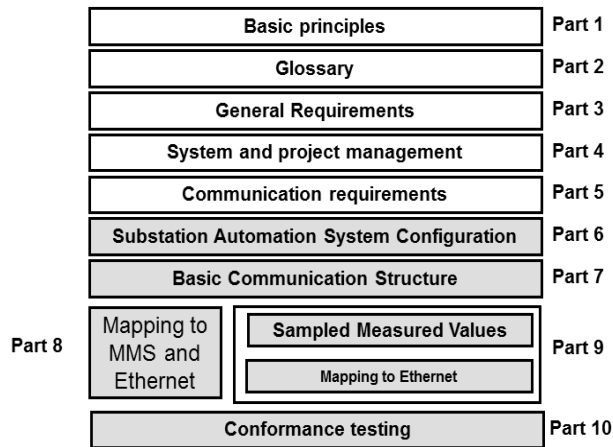 Basic principles Part 1
Glossary Part 2
General Requirements Part 3
System and project management Part 4
Communication requirements Part 5
Substation Automation System Configuration Part 6
Basic Communication Structure Part 7
Part 8
Mapping to
MMS and
Ethernet
Sampled Measured Values
Mapping to Ethernet
Part 9
Conformance testing Part 10